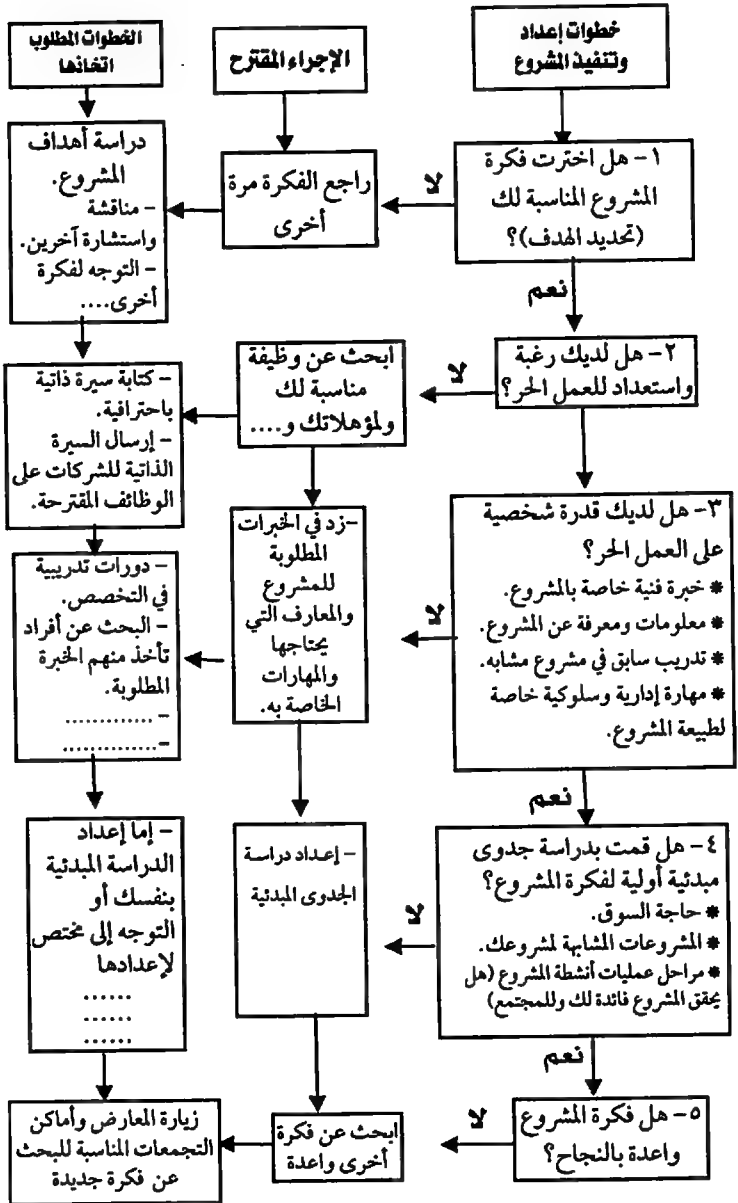 خطوات إعداد
وتنفيذ المشروع
الإجراء المقترح
الخطوات المطلوب
اتخاذها
١- هل اخترت فكرة
المشروع المناسبة لك
(تحديد الهدف)؟
لا
راجع الفكرة مرة
أخرى
دراسة أهداف
المشروع.
- مناقشة
واستشارة آخرين.
- التوجه لفكرة
أخرى....
نعم
٢- هل لديك رغبة
واستعداد للعمل الحر؟
لا
ابحث عن وظيفة
مناسبة لك
ولمؤهلاتك و....
- كتابة سيرة ذاتية
باحترافية.
- إرسال السيرة
الذاتية للشركات على
الوظائف المقترحة.
٣- هل لديك قدرة شخصية
على العمل الحر؟
* خبرة فنية خاصة بالمشروع.
* معلومات ومعرفة عن المشروع.
* تدريب سابق في مشروع مشابه.
* مهارة إدارية وسلوكية خاصة
لطبيعة المشروع.
لا
-زد في الخبرات
المطلوبة
للمشروع
والمعارف التي
يحتاجها
والمهارات
الخاصة به.
- دورات تدريبية
في التخصص.
- البحث عن أفراد
تأخذ منهم الخبرة
المطلوبة.
- .............
-.............
نعم
٤- هل قمت بدراسة جدوى
مبدئية أولية لفكرة المشروع؟
* حاجة السوق.
* المشروعات المشابهة لمشروعك.
* مراحل عمليات أنشطة المشروع (هل
يحقق المشروع فائدة لك وللمجتمع)
لا
- إعداد دراسة
الجدوى المبدئية
- إما إعداد
الدراسة المبدئية
بنفسك أو
التوجه إلى مختص
لإعدادها
......
......
......
نعم
٥- هل فكرة المشروع
واعدة بالنجاح؟
لا
ابحث عن فكرة
أخرى واعدة
زيارة المعارض وأماكن
التجمعات المناسبة للبحث
عن فكرة جديدة